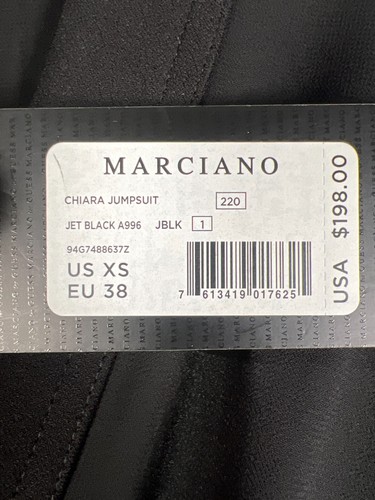 MARCIANO
CHIARA JUMPSUIT 220
JET BLACK A996 JBLK 1
94G7488637Z
US XS
EU 38
7 613419 017625
USA $198.00